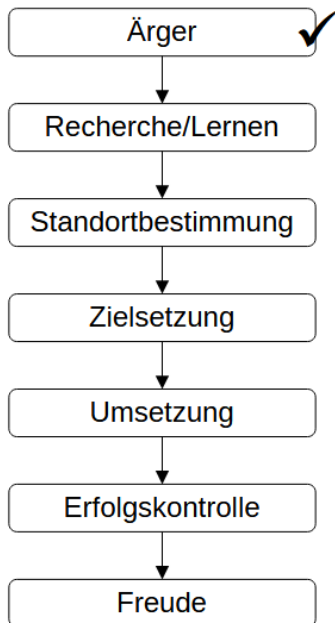 Ärger
Recherche/Lernen
Standortbestimmung
Zielsetzung
Umsetzung
Erfolgskontrolle
Freude